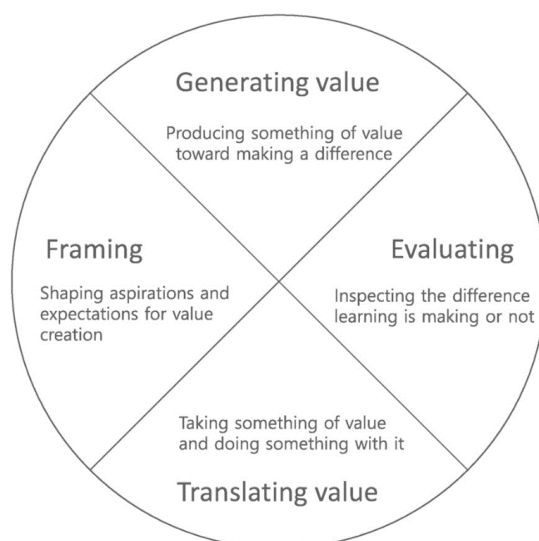 Generating value
Producing something of value
toward making a difference
Framing
Shaping aspirations and
expectations for value
creation
Evaluating
Inspecting the difference
learning is making or not
Taking something of value
and doing something with it
Translating value